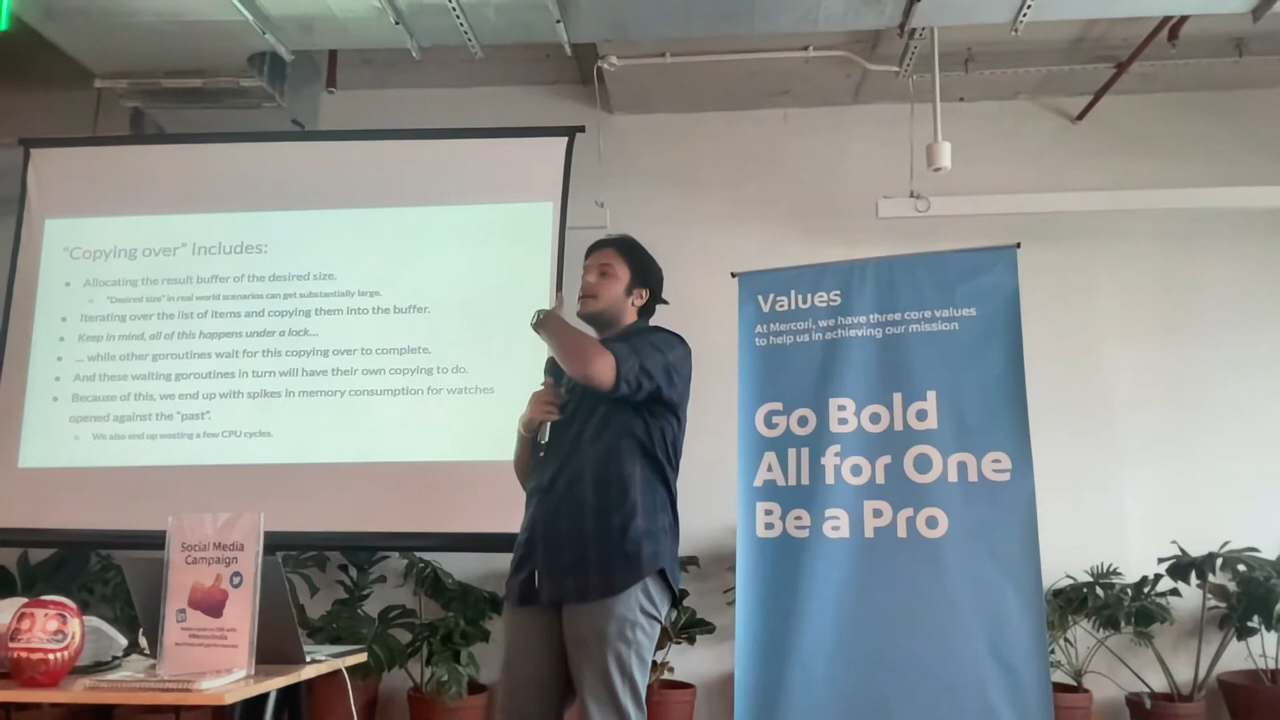 “Copying over” Includes:
Allocating the result buffer of the desired size.
“Desired size” in real world scenarios can get substantially large.
Iterating over the list of items and copying them into the buffer.
Keep in mind, all of this happens under a lock...
... while other goroutines wait for this copying over to complete.
And these waiting goroutines in turn will have their own copying to do.
Because of this, we end up with spikes in memory consumption for watches
opened against the “past”.
We also end up wasting a few CPU cycles.
Values
At Mercari, we have three core values
to help us in achieving our mission
Go Bold
All for One
Be a Pro
Social Media
Campaign
in